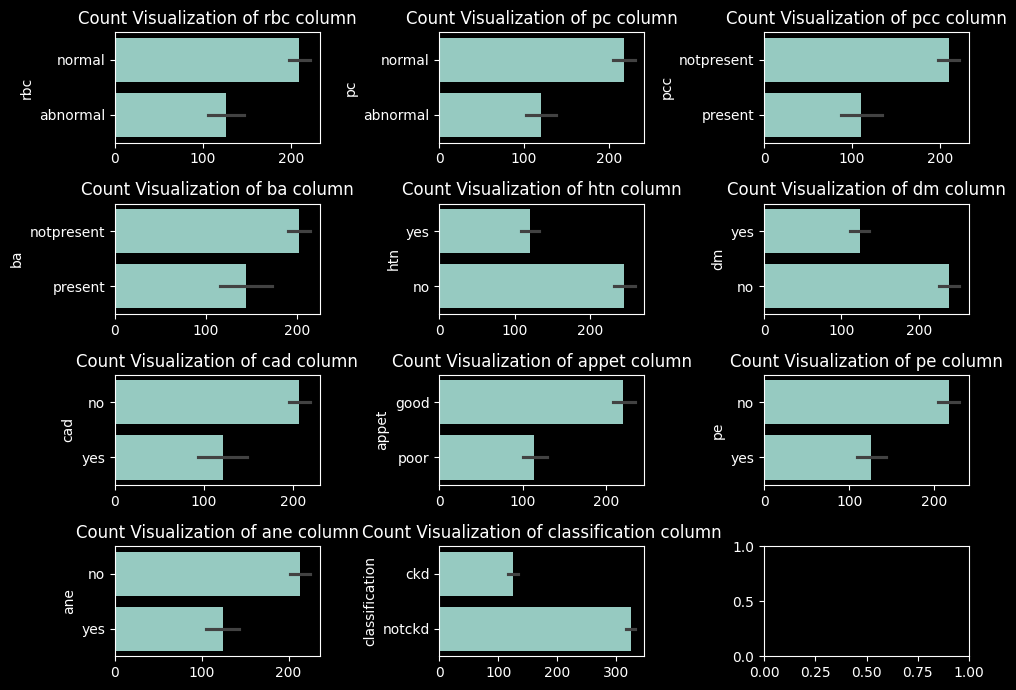 Count Visualization of rbc column
rbc
normal
abnormal
0 100 200
Count Visualization of pc column
pc
normal
abnormal
0 100 200
Count Visualization of pcc column
pcc
notpresent
present
0 100 200
Count Visualization of ba column
ba
notpresent
present
0 100 200
Count Visualization of htn column
htn
yes
no
0 100 200
Count Visualization of dm column
dm
yes
no
0 100 200
Count Visualization of cad column
cad
no
yes
0 100 200
Count Visualization of appet column
appet
good
poor
0 100 200
Count Visualization of pe column
pe
no
yes
0 100 200
Count Visualization of ane column
ane
no
yes
0 100 200
Count Visualization of classification column
classification
ckd
notckd
0 100 200 300
1.0
0.5
0.0
0.00 0.25 0.50 0.75 1.00